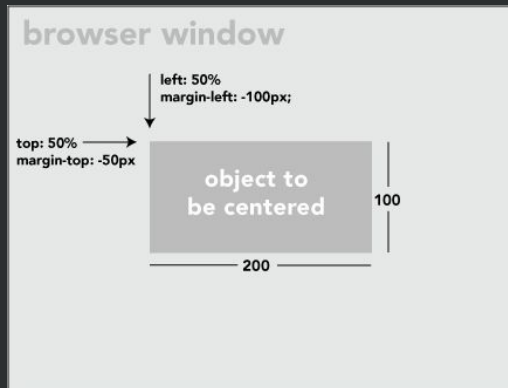 browser window
left: 50%
margin-left: -100px;
top: 50%
margin-top: -50px
object to
be centered
100
200